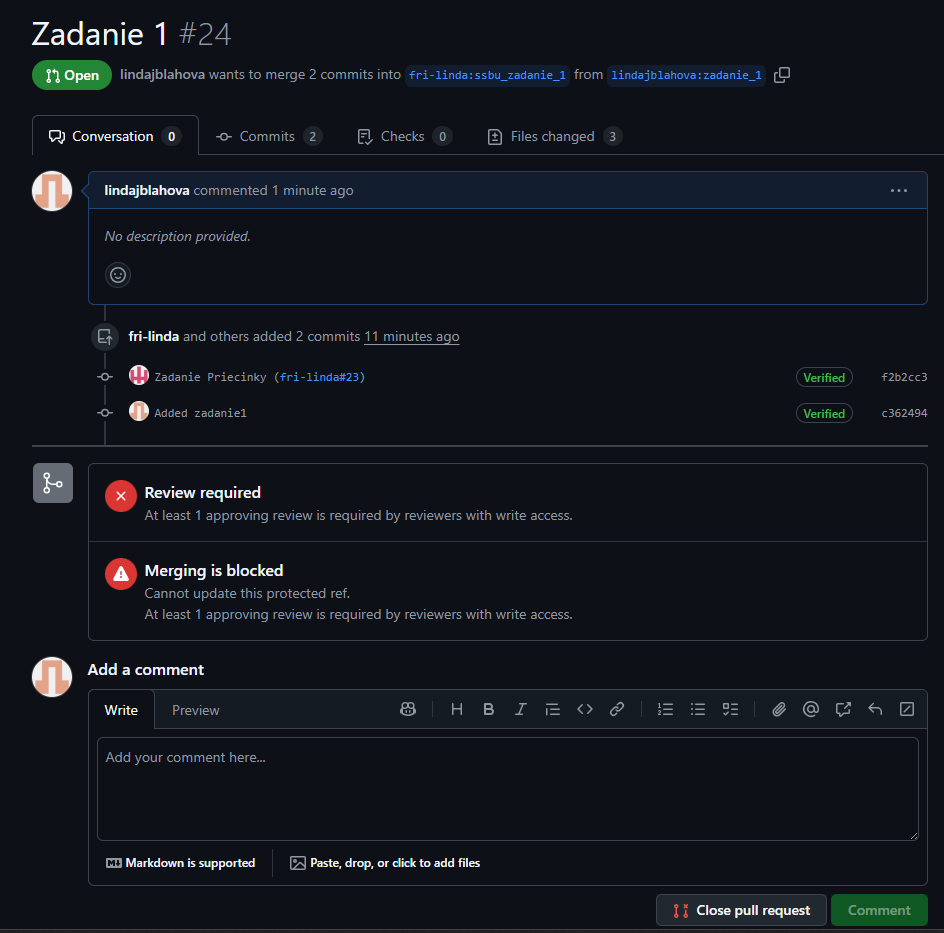 Zadanie 1 #24
Open lindajblahova wants to merge 2 commits into fri-linda:ssbu_zadanie_1 from lindajblahova:zadanie_1
Conversation 0 Commits 2 Checks 0 Files changed 3
lindajblahova commented 1 minute ago
No description provided.
fri-linda and others added 2 commits 11 minutes ago
Zadanie Priecinky (fri-linda#23) Verified f2b2cc3
Added zadanie1 Verified c362494
Review required
At least 1 approving review is required by reviewers with write access.
Merging is blocked
Cannot update this protected ref.
At least 1 approving review is required by reviewers with write access.
Add a comment
Write Preview
Add your comment here...
Markdown is supported Paste, drop, or click to add files
Close pull request Comment